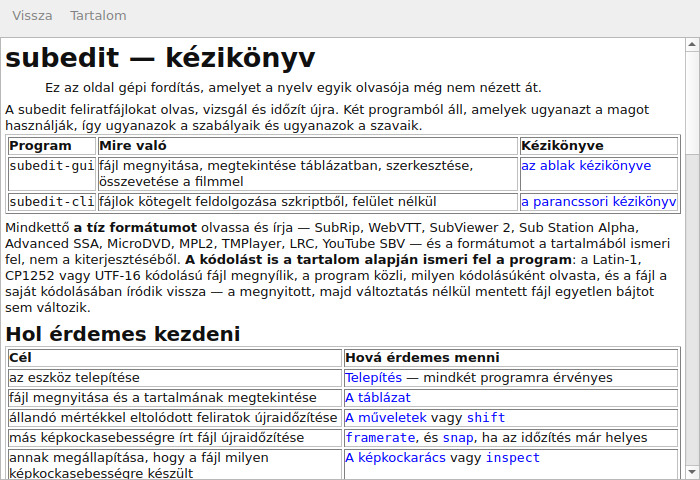 Vissza Tartalom
subedit — kézikönyv
Ez az oldal gépi fordítás, amelyet a nyelv egyik olvasója még nem nézett át.
A subedit feliratfájlokat olvas, vizsgál és időzít újra. Két programból áll, amelyek ugyanazt a magot
használják, így ugyanazok a szabályaik és ugyanazok a szavaik.
Program Mire való Kézikönyve
subedit-gui fájl megnyitása, megtekintése táblázatban, szerkesztése, az ablak kézikönyve
összevetése a filmmel
subedit-cli fájlok kötegelt feldolgozása szkriptből, felület nélkül a parancssori kézikönyv
Mindkettő a tíz formátumot olvassa és írja — SubRip, WebVTT, SubViewer 2, Sub Station Alpha,
Advanced SSA, MicroDVD, MPL2, TMPlayer, LRC, YouTube SBV — és a formátumot a tartalmából ismeri
fel, nem a kiterjesztéséből. A kódolást is a tartalom alapján ismeri fel a program: a Latin-1,
CP1252 vagy UTF-16 kódolású fájl megnyílik, a program közli, milyen kódolásúként olvasta, és a fájl a
saját kódolásában íródik vissza — a megnyitott, majd változtatás nélkül mentett fájl egyetlen bájtot
sem változik.
Hol érdemes kezdeni
Cél Hová érdemes menni
az eszköz telepítése Telepítés — mindkét programra érvényes
fájl megnyitása és a tartalmának megtekintése A táblázat
állandó mértékkel eltolódott feliratok újraidőzítése A műveletek vagy shift
más képkockasebességre írt fájl újraidőzítése framerate, és snap, ha az időzítés már helyes
annak megállapítása, hogy a fájl milyen A képkockarács vagy inspect
képkockasebességre készült